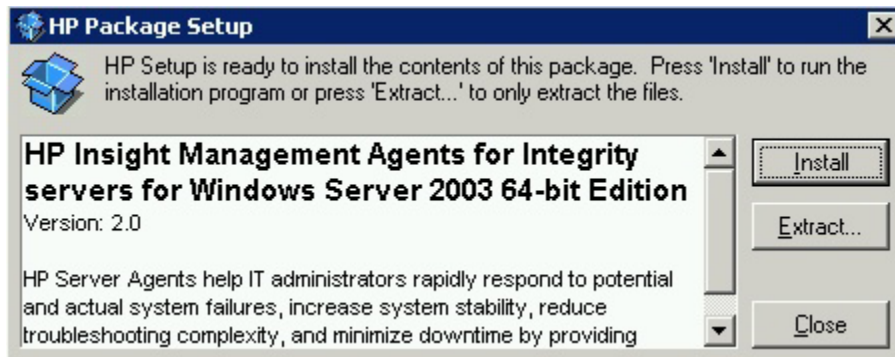 HP Package Setup
HP Setup is ready to install the contents of this package. Press 'Install' to run the
installation program or press 'Extract...' to only extract the files.
HP Insight Management Agents for Integrity
servers for Windows Server 2003 64-bit Edition
Version: 2.0
HP Server Agents help IT administrators rapidly respond to potential
and actual system failures, increase system stability, reduce
troubleshooting complexity, and minimize downtime by providing
Install
Extract...
Close